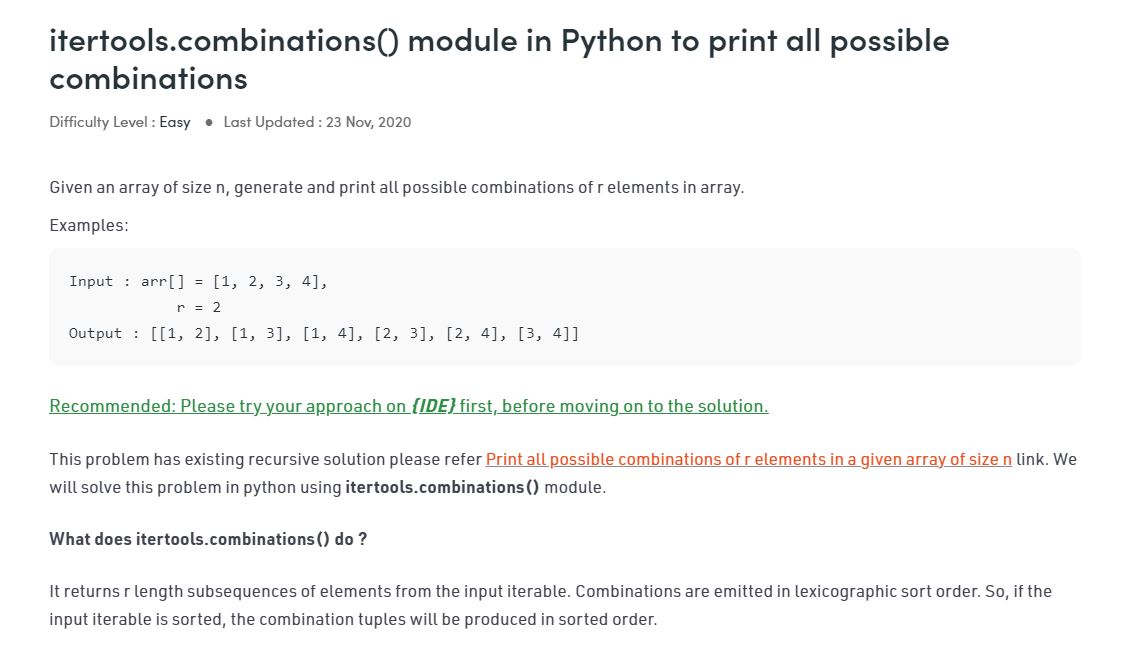 itertools.combinations() module in Python to print all possible
combinations
Difficulty Level : Easy ● Last Updated : 23 Nov, 2020
Given an array of size n, generate and print all possible combinations of r elements in array.
Examples:
Input : arr[] = [1, 2, 3, 4],
r = 2
Output : [[1, 2], [1, 3], [1, 4], [2, 3], [2, 4], [3, 4]]
Recommended: Please try your approach on {IDE} first, before moving on to the solution.
This problem has existing recursive solution please refer Print all possible combinations of r elements in a given array of size n link. We
will solve this problem in python using itertools.combinations() module.
What does itertools.combinations() do ?
It returns r length subsequences of elements from the input iterable. Combinations are emitted in lexicographic sort order. So, if the
input iterable is sorted, the combination tuples will be produced in sorted order.